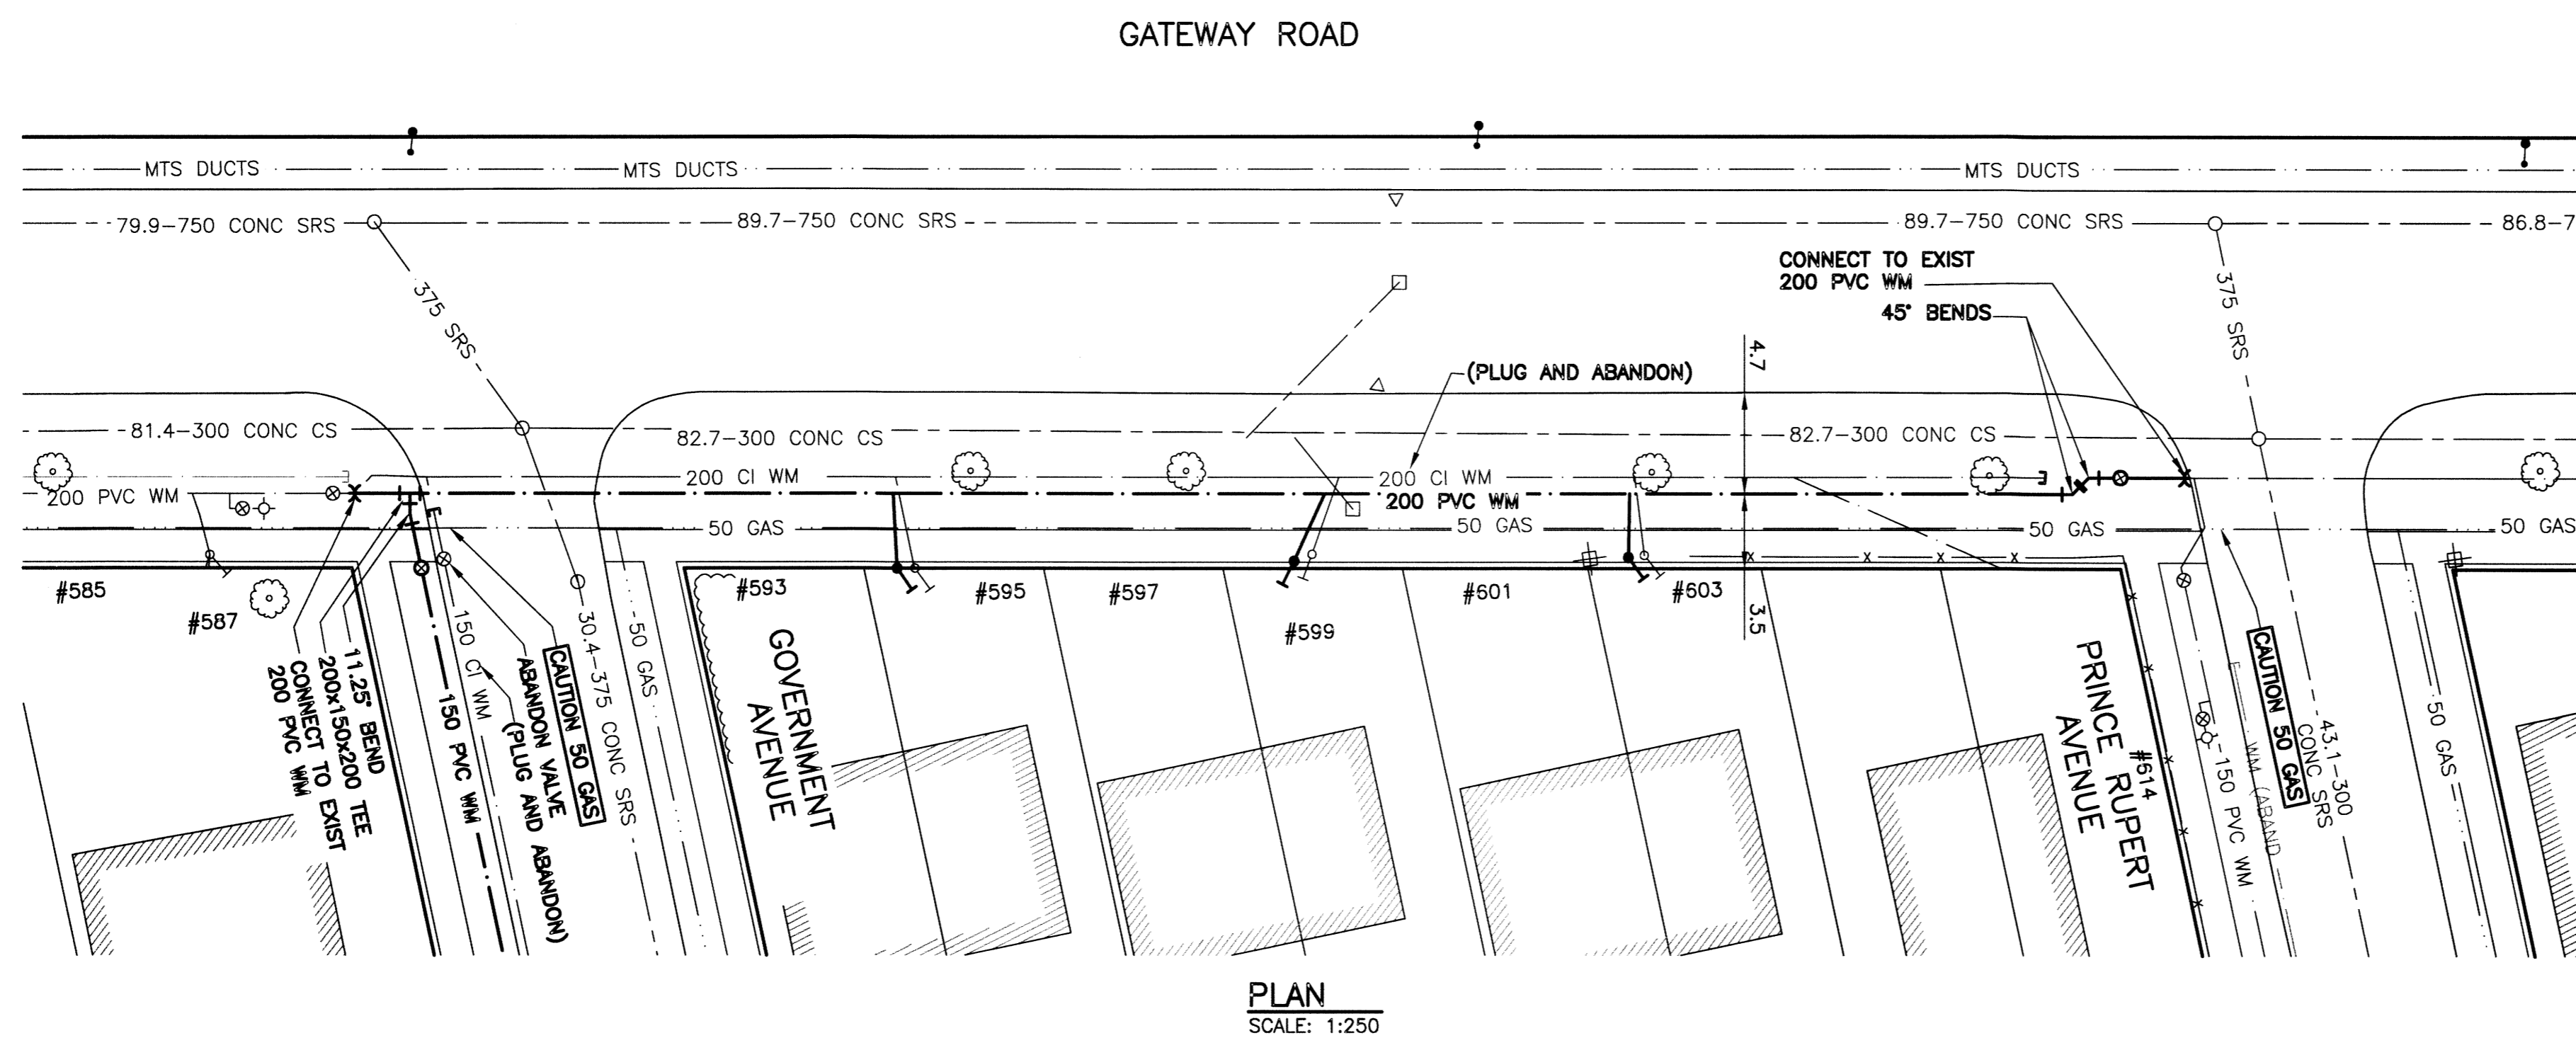 GATEWAY ROAD
MTS DUCTS
MTS DUCTS
MTS DUCTS
79.9-750 CONC SRS
89.7-750 CONC SRS
89.7-750 CONC SRS
86.8-7
CONNECT TO EXIST
200 PVC WM
45° BENDS
375 SRS
375 SRS
4.7
(PLUG AND ABANDON)
81.4-300 CONC CS
82.7-300 CONC CS
82.7-300 CONC CS
200 CI WM
200 CI WM
200 PVC WM
200 PVC WM
50 GAS
50 GAS
50 GAS
50 GAS
#585
#587
#593
#595
#597
#599
#601
#603
3.5
11.25° BEND
200x150x200 TEE
CONNECT TO EXIST
200 PVC WM
150 CI WM
150 PVC WM
CAUTION 50 GAS
ABANDON VALVE
(PLUG AND ABANDON)
30.4-375 CONC SRS
50 GAS
GOVERNMENT
AVENUE
PRINCE RUPERT
AVENUE
#614
150 PVC WM
WM (ABAND
CAUTION 50 GAS
43.1-300
CONC SRS
50 GAS
PLAN
SCALE: 1:250